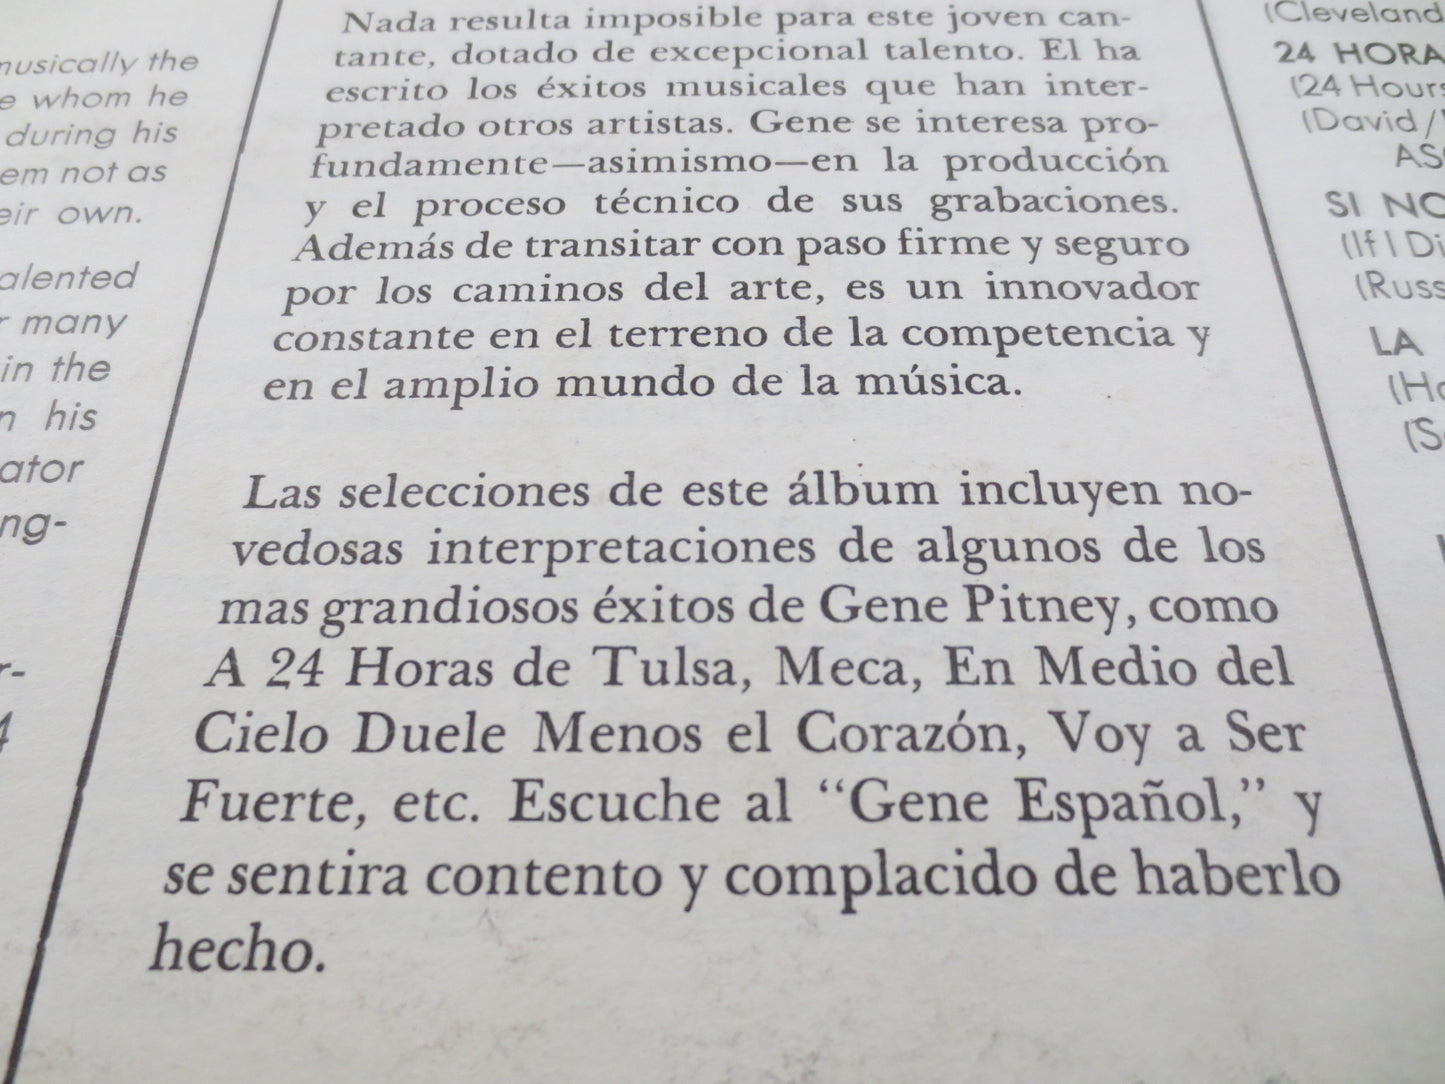 musically the
whom he
during his
em not as
eir own.
alented
many
in the
his
ator
ng-
r-
4
Nada resulta imposible para este joven can-
tante, dotado de excepcional talento. El ha
escrito los éxitos musicales que han inter-
pretado otros artistas. Gene se interesa pro-
fundamente—asimismo—en la producción
y el proceso técnico de sus grabaciones.
Además de transitar con paso firme y seguro
por los caminos del arte, es un innovador
constante en el terreno de la competencia y
en el amplio mundo de la música.
Las selecciones de este álbum incluyen no-
vedosas interpretaciones de algunos de los
mas grandiosos éxitos de Gene Pitney, como
A 24 Horas de Tulsa, Meca, En Medio del
Cielo Duele Menos el Corazón, Voy a Ser
Fuerte, etc. Escuche al “Gene Español,” y
se sentira contento y complacido de haberlo
hecho.
(Cleveland
24 HORA
(24 Hours
(David/
AS
SI NO
(If I Di
(Russ
LA
(Ha
(S